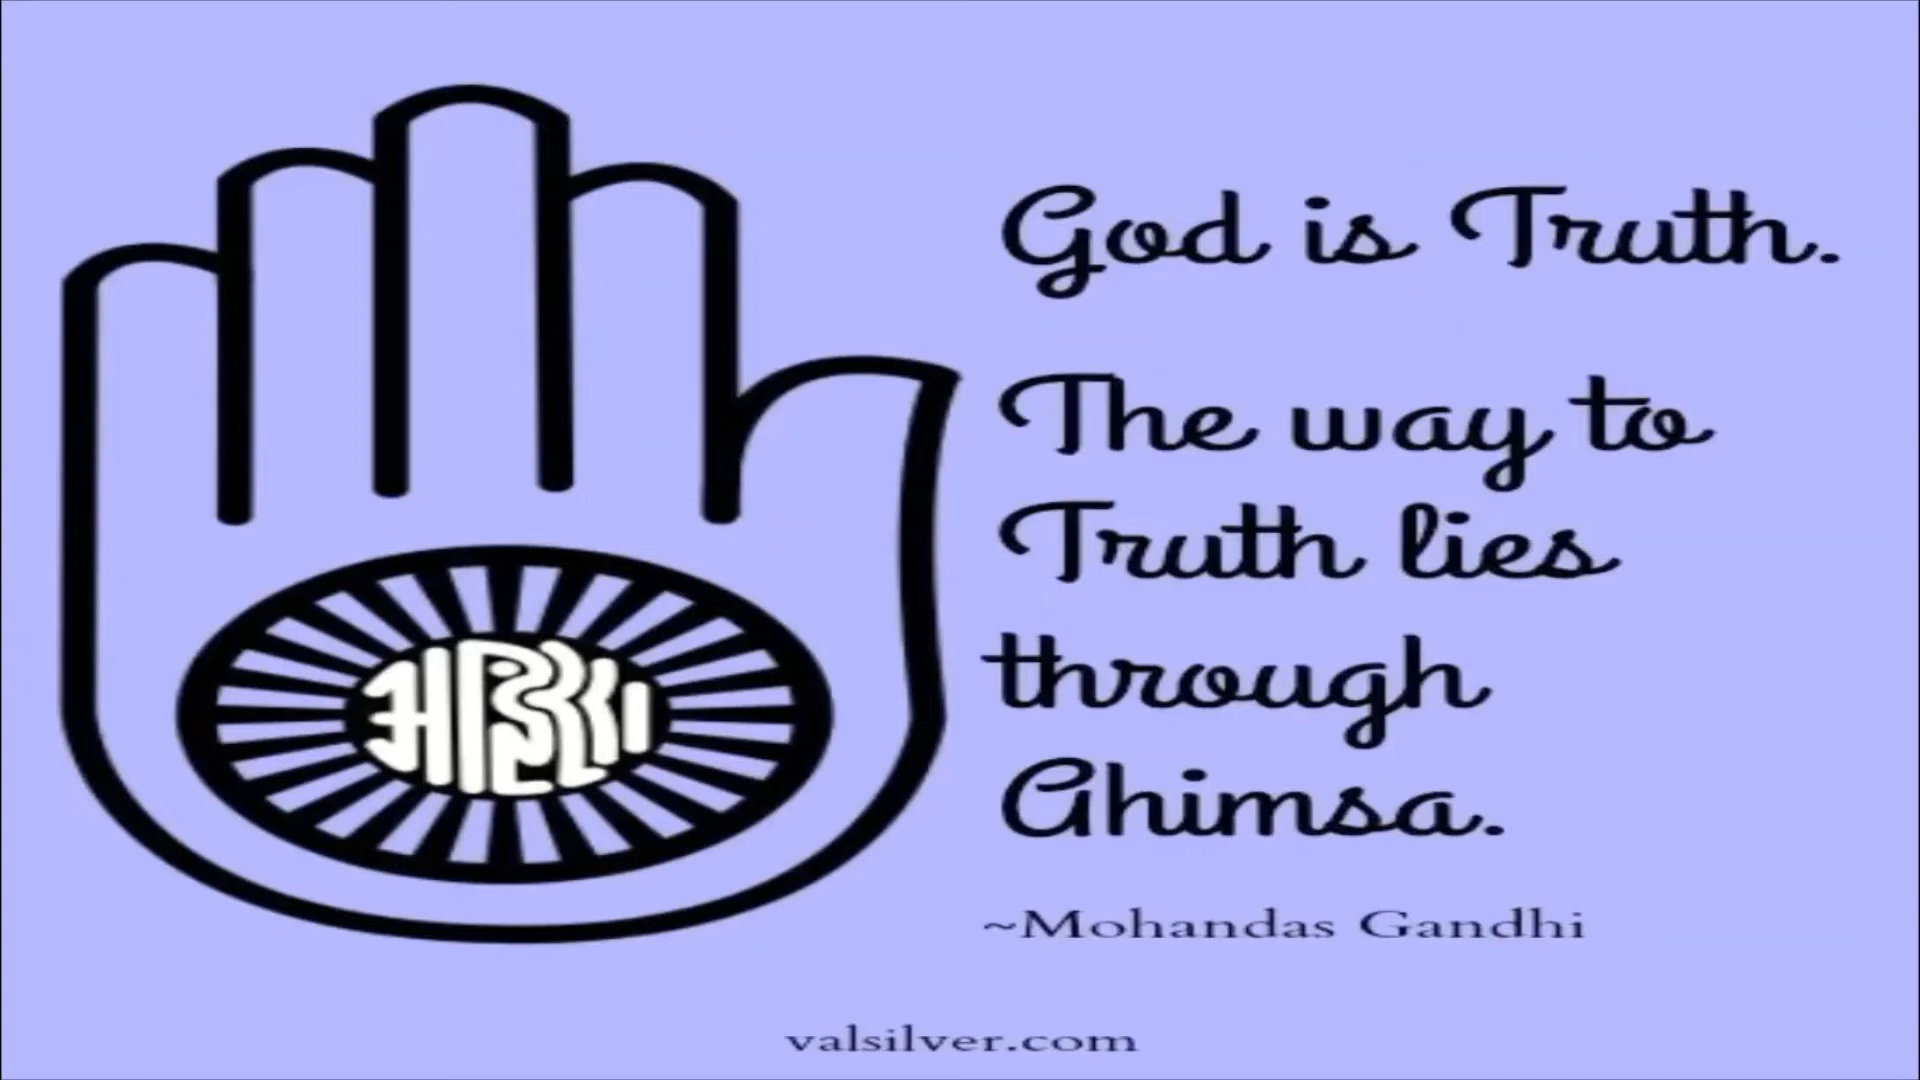 अहिंसा
God is Truth.
The way to
Truth lies
through
Ahimsa.
~Mohandas Gandhi
valsilver.com